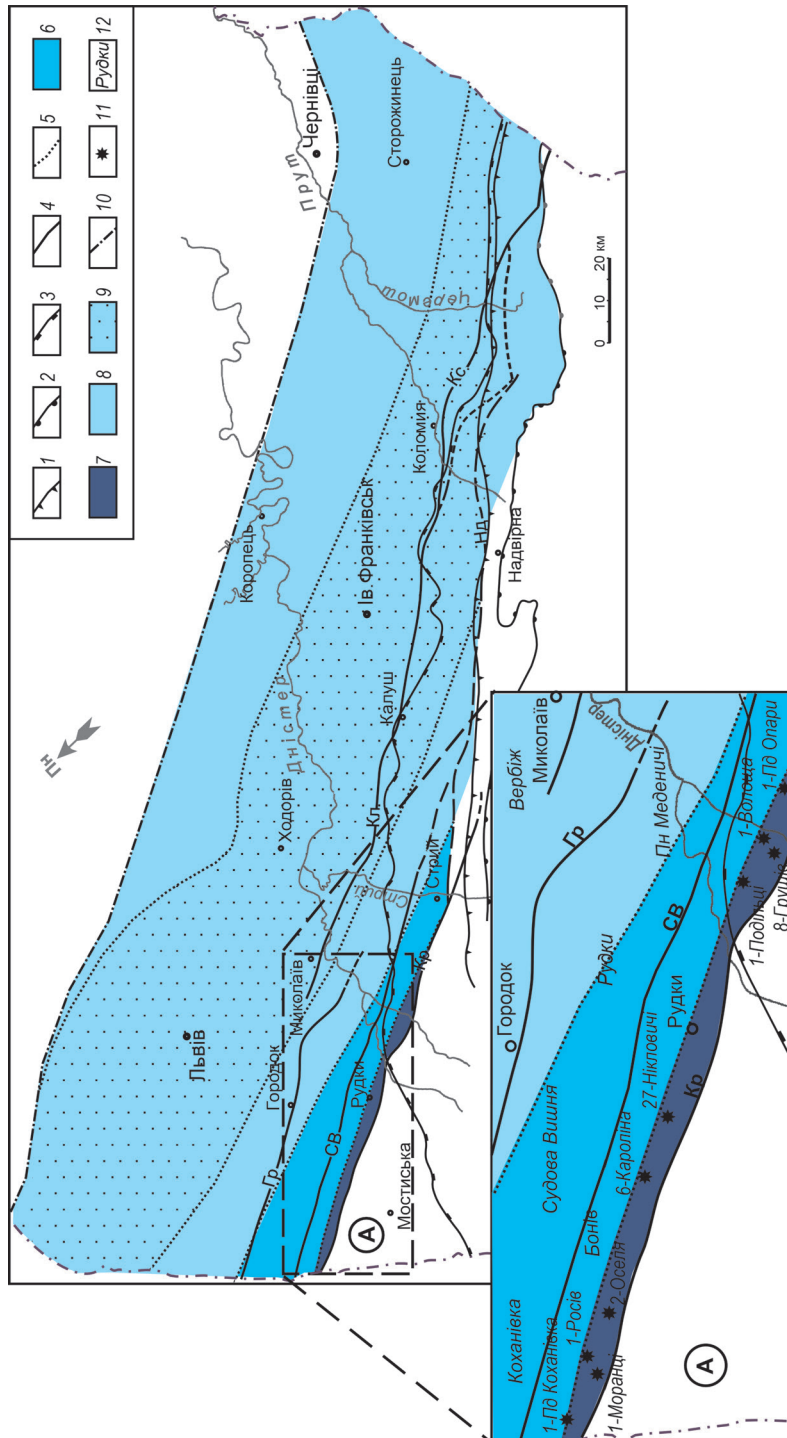 1
2
3
4
5
6
7
8
9
10
11
Рудки 12
Пн
Львів
Ходорів
Коропець
Прут
Чернівці
Сторожинець
Дністер
Ів.Франківськ
Черемош
Коломия
Кс
Калуш
Кл
Нд
Надвірна
Миколаїв
Городок
Гр
Стрий
Стрий
СВ
Рудки
Кр
Мостиська
А
0 10 20 км
Вербіж
Миколаїв
Дністер
Городок
Гр
Пн Меденичі
Рудки
Судова Вишня
Коханівка
СВ
1-Волоща
1-Пд Опари
Бонів
27-Нікловичі
Рудки
6-Кароліна
1-Подільці
8-Грушів
1-Пд Коханівка
1-Росів
2-Оселя
Кр
1-Моранці
А